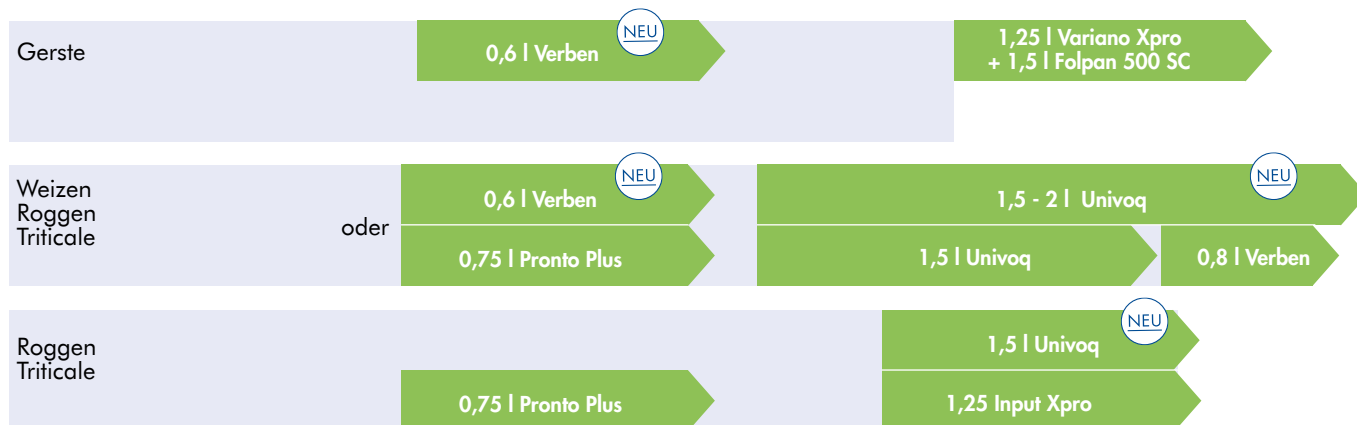 Gerste
0,6 l Verben
NEU
1,25 l Variano Xpro
+ 1,5 l Folpan 500 SC
Weizen
Roggen
Triticale
oder
0,6 l Verben
NEU
1,5 - 2 l Univoq
NEU
0,75 l Pronto Plus
1,5 l Univoq
0,8 l Verben
Roggen
Triticale
1,5 l Univoq
NEU
0,75 l Pronto Plus
1,25 Input Xpro